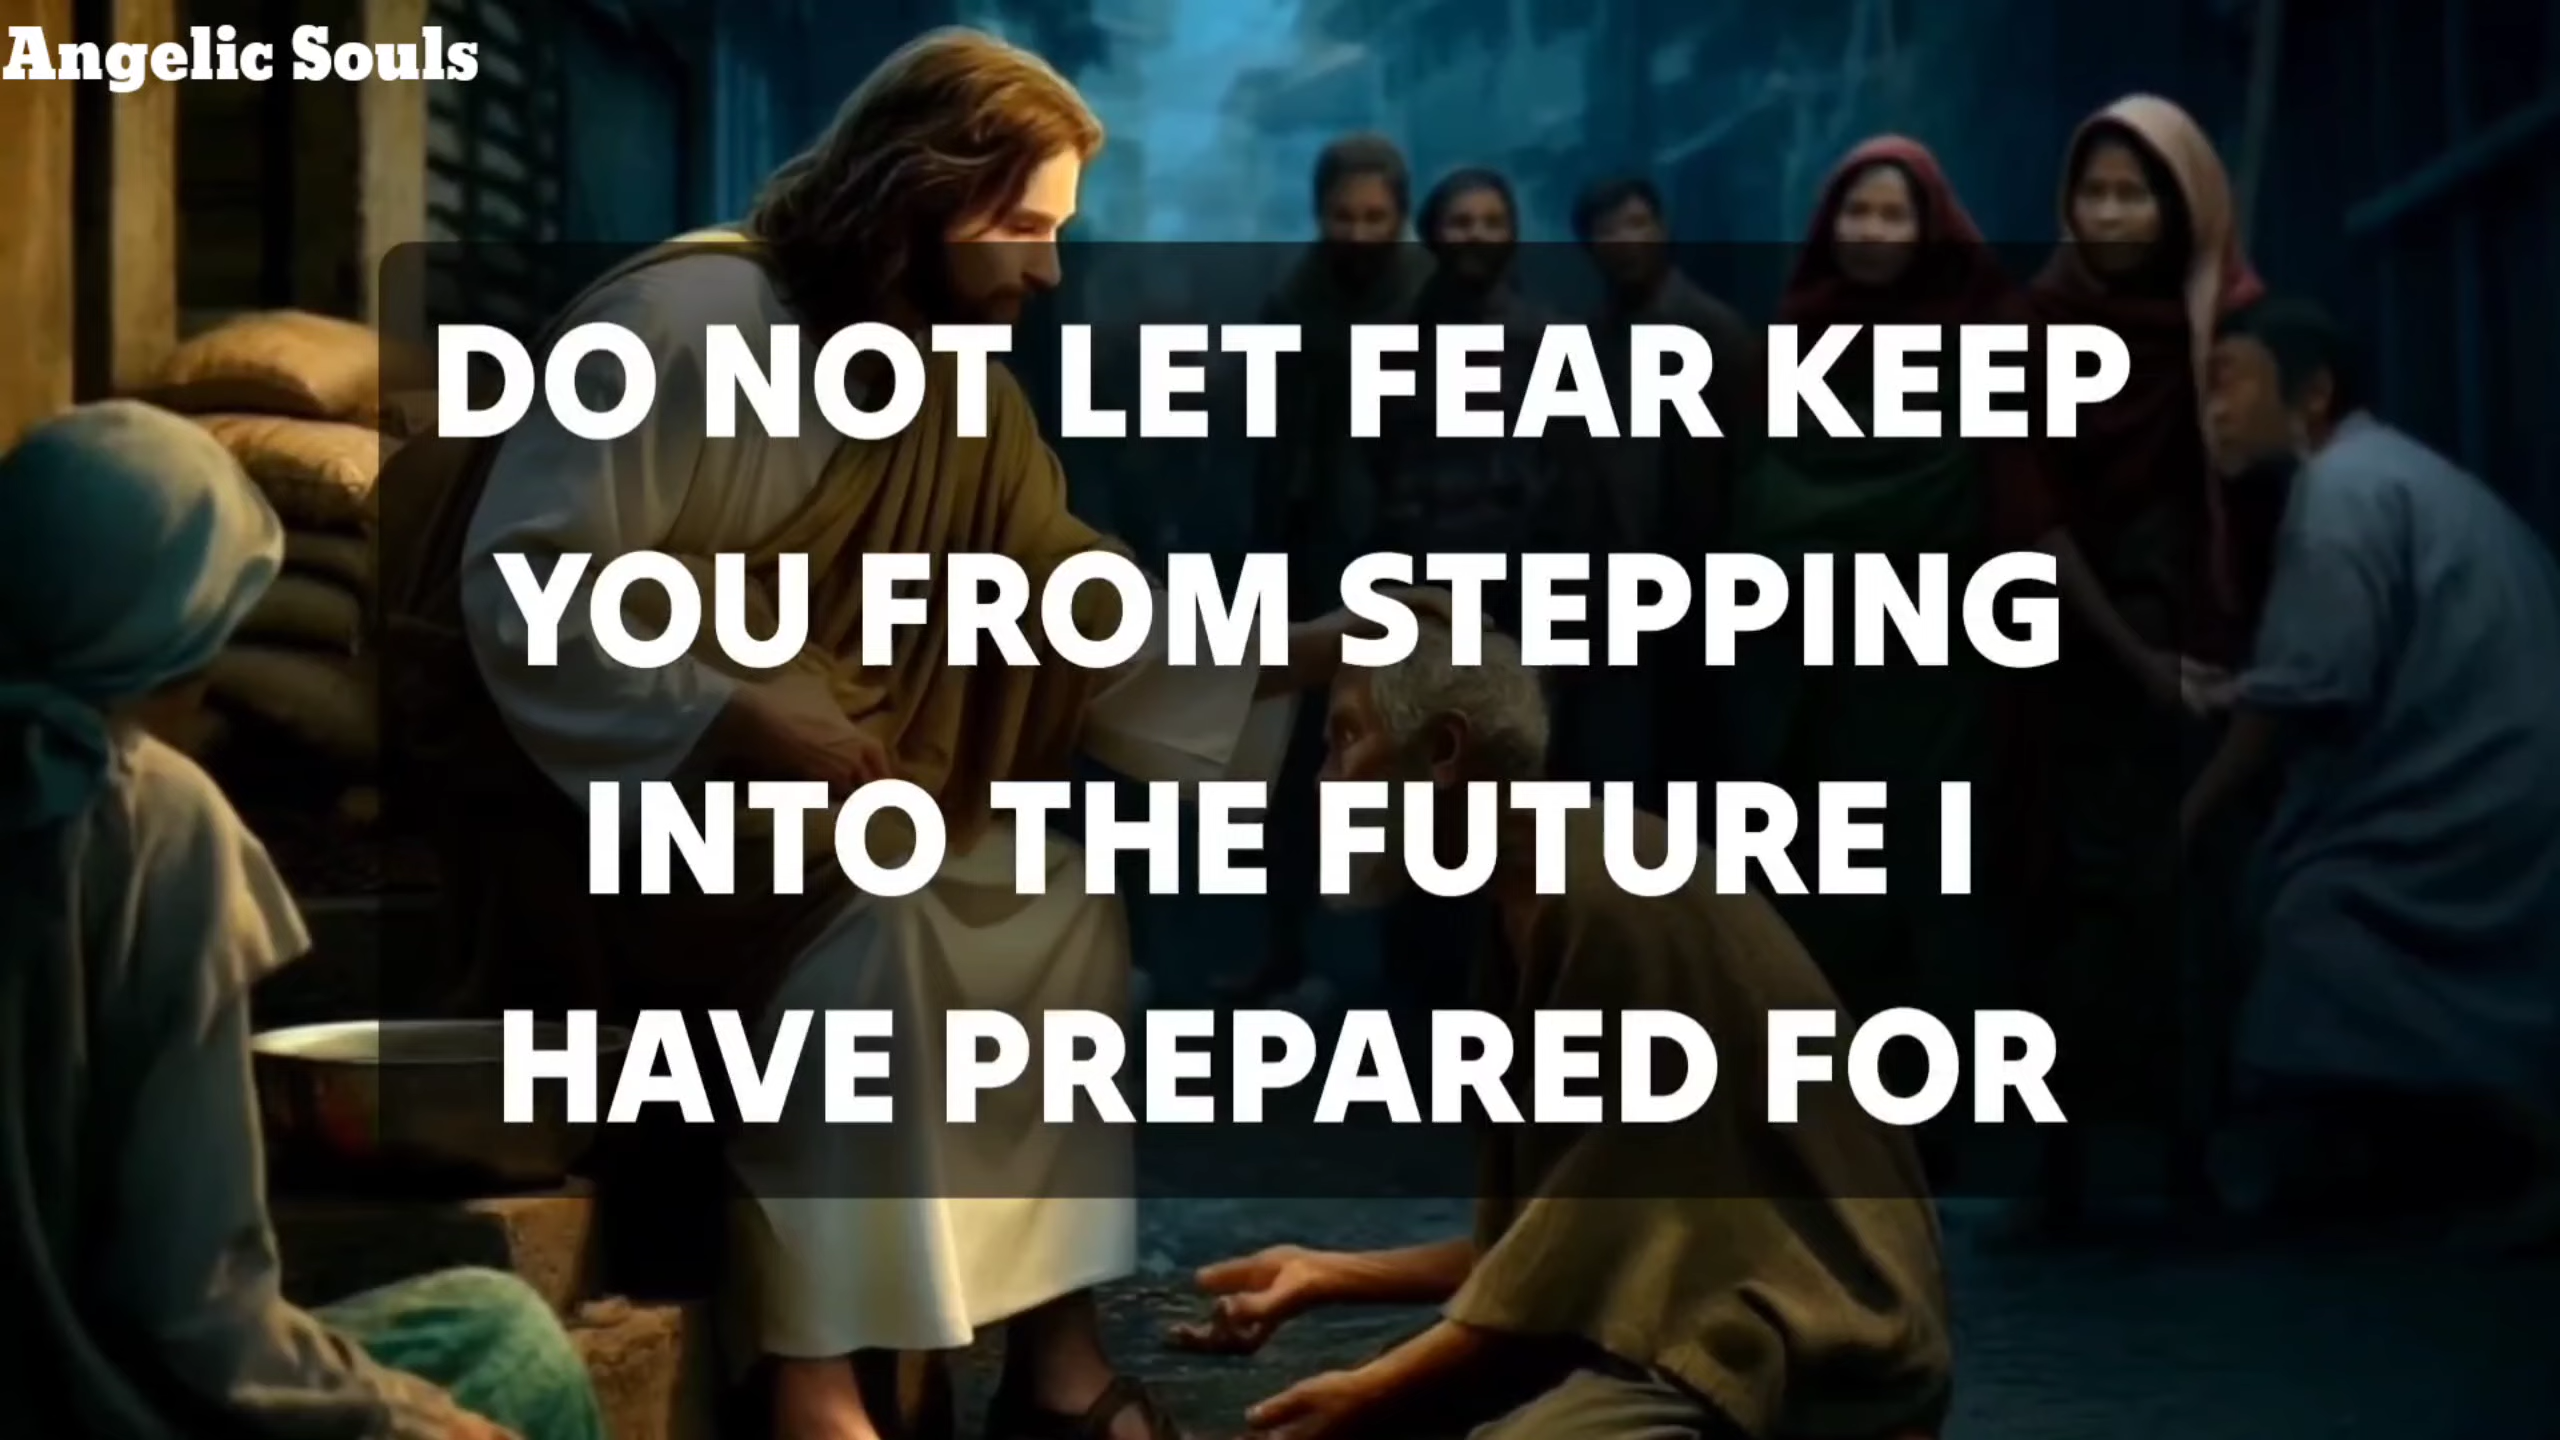 Angelic Souls
DO NOT LET FEAR KEEP
YOU FROM STEPPING
INTO THE FUTURE I
HAVE PREPARED FOR